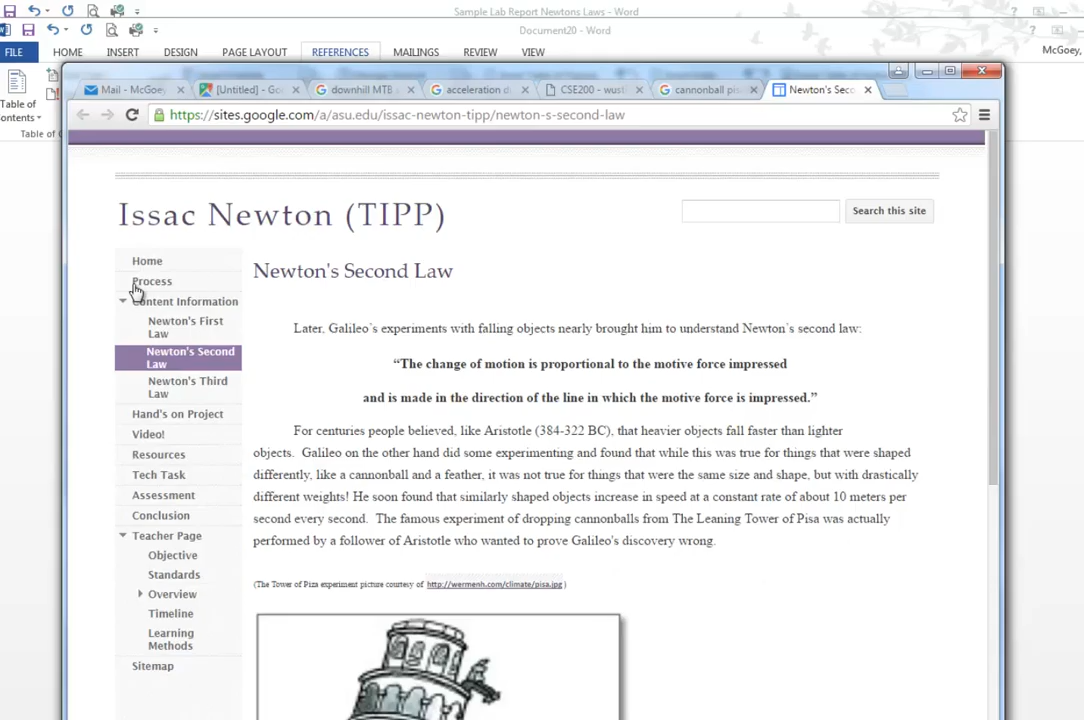 Sample Lab Report Newtons Laws - Word
Document20 - Word
FILE HOME INSERT DESIGN PAGE LAYOUT REFERENCES MAILINGS REVIEW VIEW McGoey,
Table of
Contents
Table of C
Mail - McGoe
[Untitled] - Goo
downhill MTB
acceleration d
CSE200 - wustl
cannonball pis
Newton's Seco
https://sites.google.com/a/asu.edu/issac-newton-tipp/newton-s-second-law
Issac Newton (TIPP)
Search this site
Home
Process
Content Information
Newton's First
Law
Newton's Second
Law
Newton's Third
Law
Hand's on Project
Video!
Resources
Tech Task
Assessment
Conclusion
Teacher Page
Objective
Standards
Overview
Timeline
Learning
Methods
Sitemap
Newton's Second Law
Later, Galileo's experiments with falling objects nearly brought him to understand Newton's second law:
“The change of motion is proportional to the motive force impressed
and is made in the direction of the line in which the motive force is impressed.”
For centuries people believed, like Aristotle (384-322 BC), that heavier objects fall faster than lighter
objects. Galileo on the other hand did some experimenting and found that while this was true for things that were shaped
differently, like a cannonball and a feather, it was not true for things that were the same size and shape, but with drastically
different weights! He soon found that similarly shaped objects increase in speed at a constant rate of about 10 meters per
second every second. The famous experiment of dropping cannonballs from The Leaning Tower of Pisa was actually
performed by a follower of Aristotle who wanted to prove Galileo's discovery wrong.
(The Tower of Piza experiment picture courtesy of http://wermenh.com/climate/pisa.jpg )